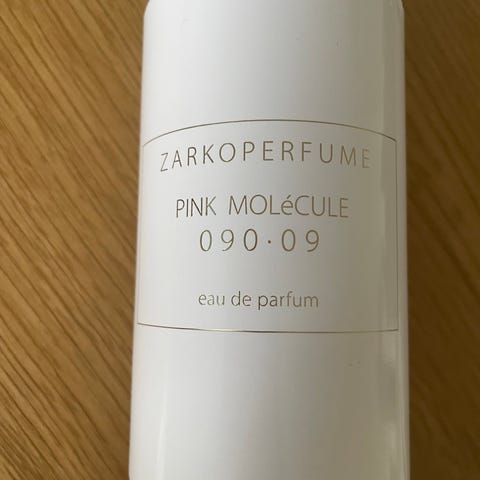 ZARKOPERFUME
PINK MOLéCULE
090·09
eau de parfum